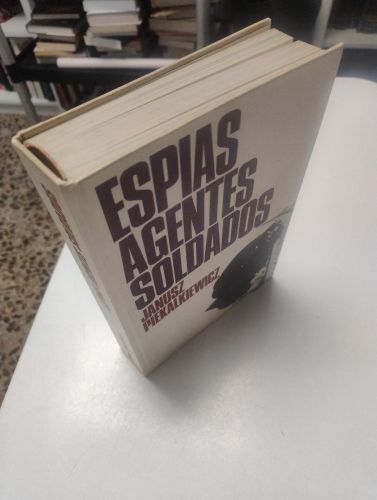 ESPIAS
AGENTES
SOLDADOS
JANUSZ
PIEKALKIEWICZ